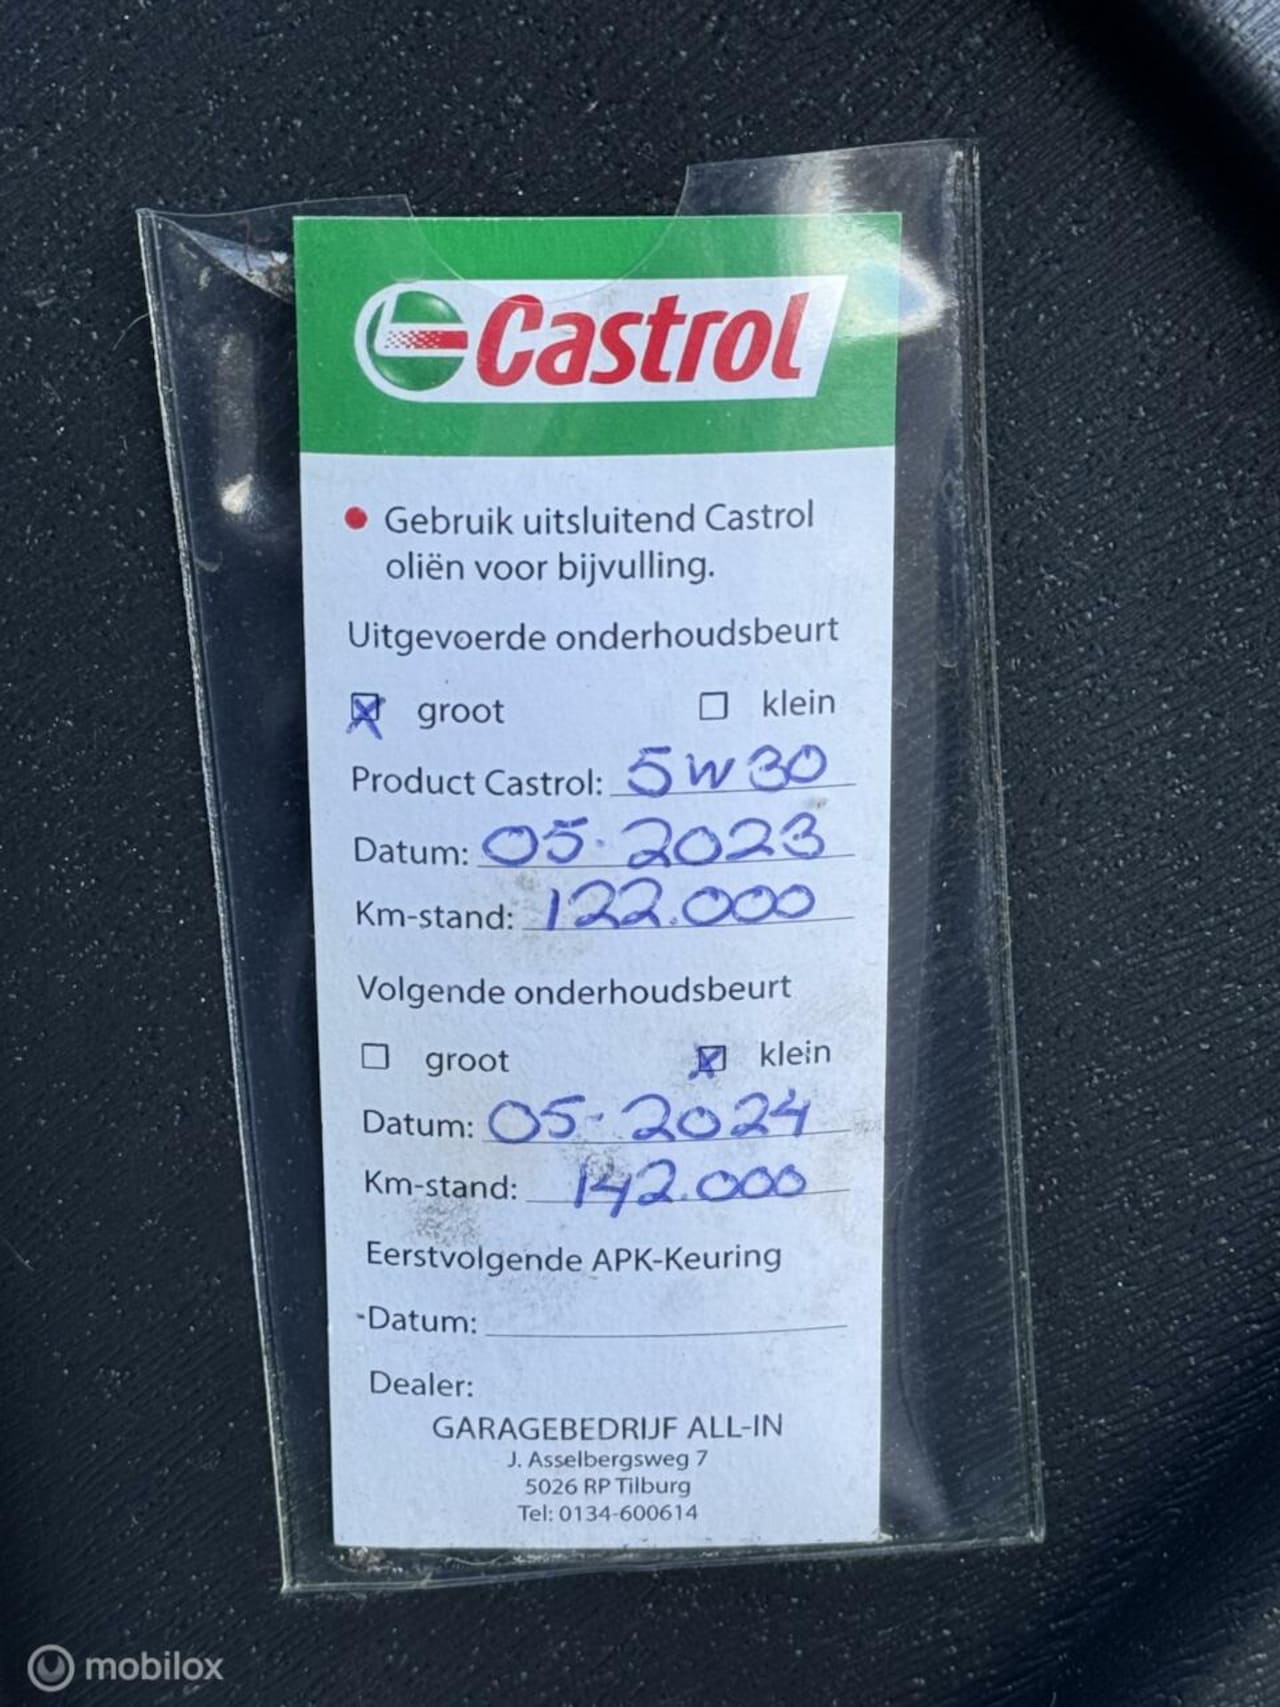 Castrol
• Gebruik uitsluitend Castrol
oliën voor bijvulling.
Uitgevoerde onderhoudsbeurt
☒ groot ☐ klein
Product Castrol: 5W30
Datum: 05-2023
Km-stand: 122.000
Volgende onderhoudsbeurt
☐ groot ☒ klein
Datum: 05-2024
Km-stand: 142.000
Eerstvolgende APK-Keuring
-Datum:
Dealer:
GARAGEBEDRIJF ALL-IN
J. Asselbergsweg 7
5026 RP Tilburg
Tel: 0134-600614
mobilox